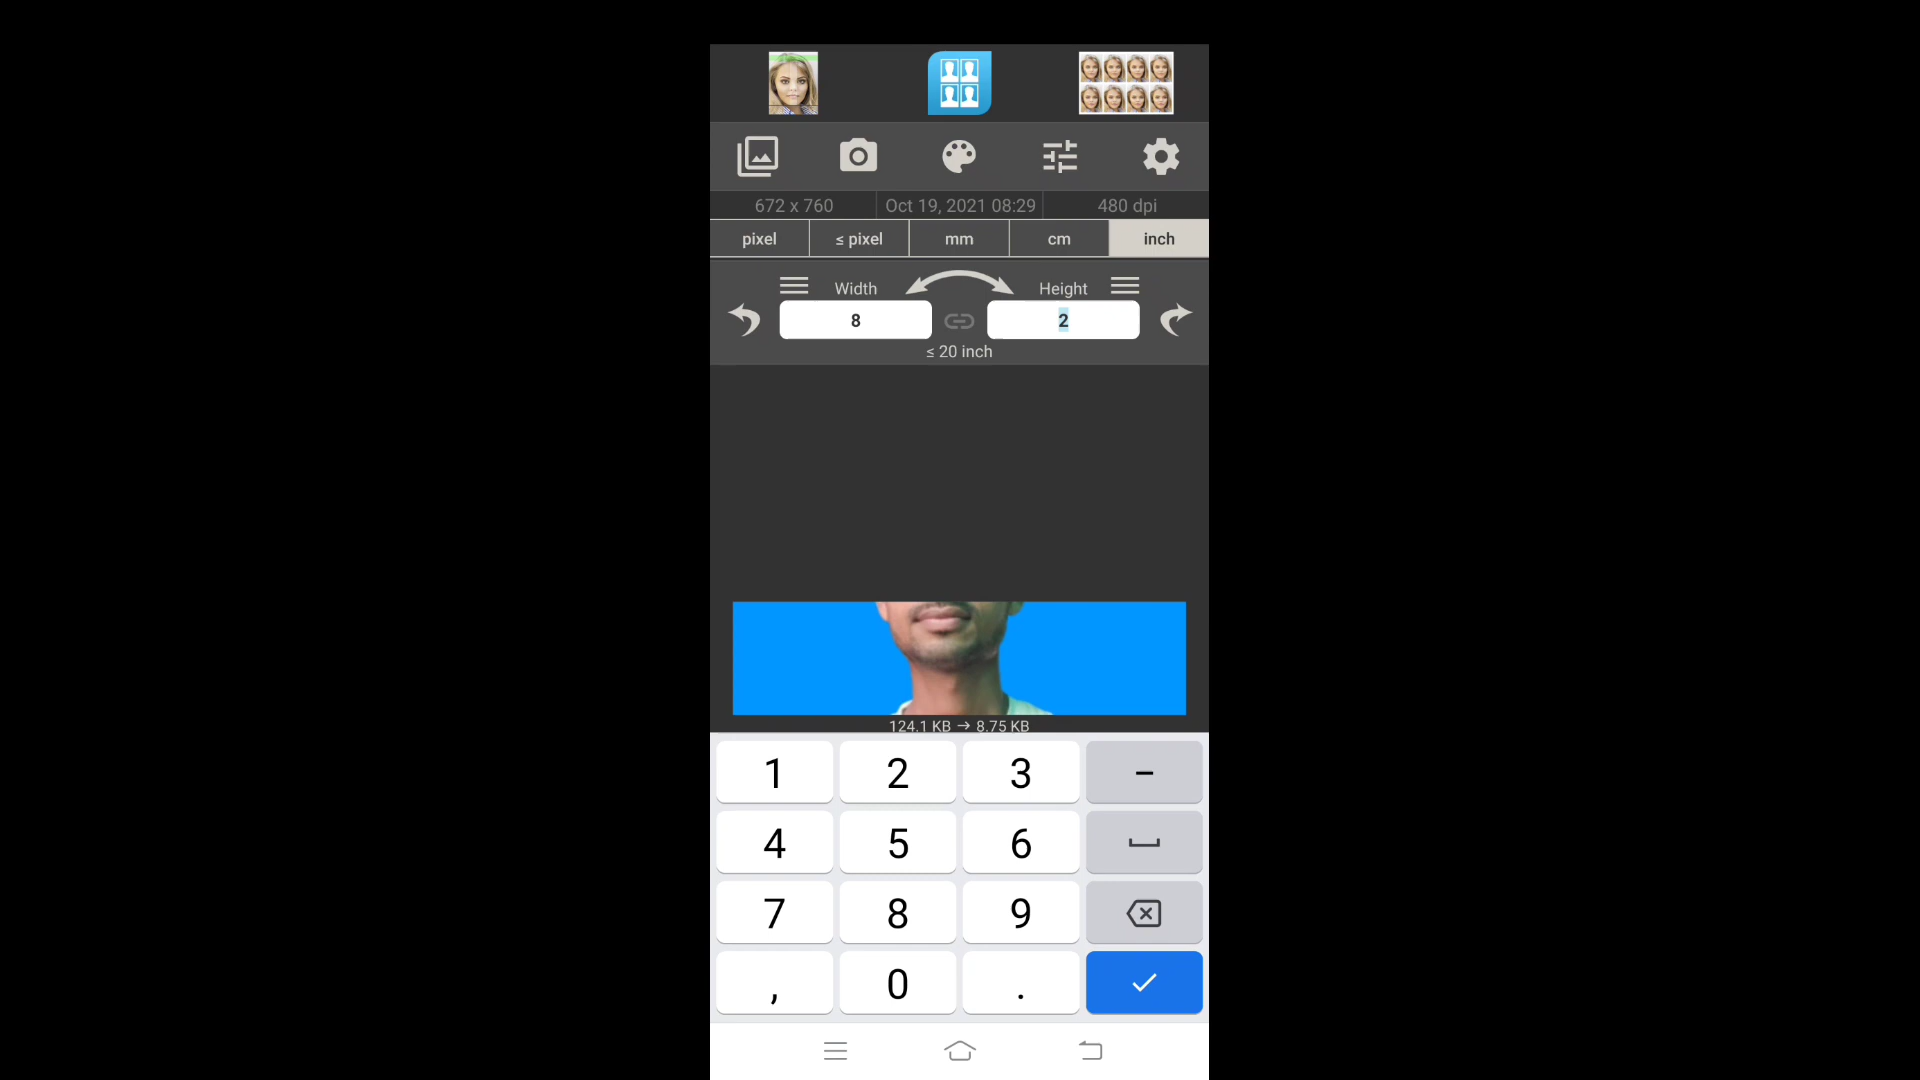 672 x 760 Oct 19, 2021 08:29 480 dpi
pixel ≤ pixel mm cm inch
Width Height
8 2
≤ 20 inch
124.1 KB → 8.75 KB
1 2 3 –
4 5 6
7 8 9
, 0 .